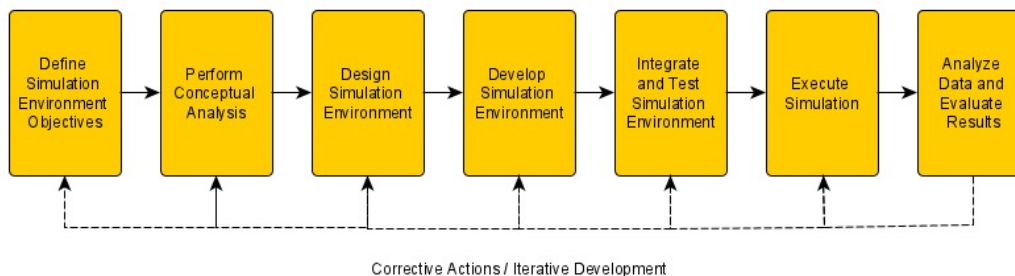 Define
Simulation
Environment
Objectives
Perform
Conceptual
Analysis
Design
Simulation
Environment
Develop
Simulation
Environment
Integrate
and Test
Simulation
Environment
Execute
Simulation
Analyze
Data and
Evaluate
Results
Corrective Actions / Iterative Development